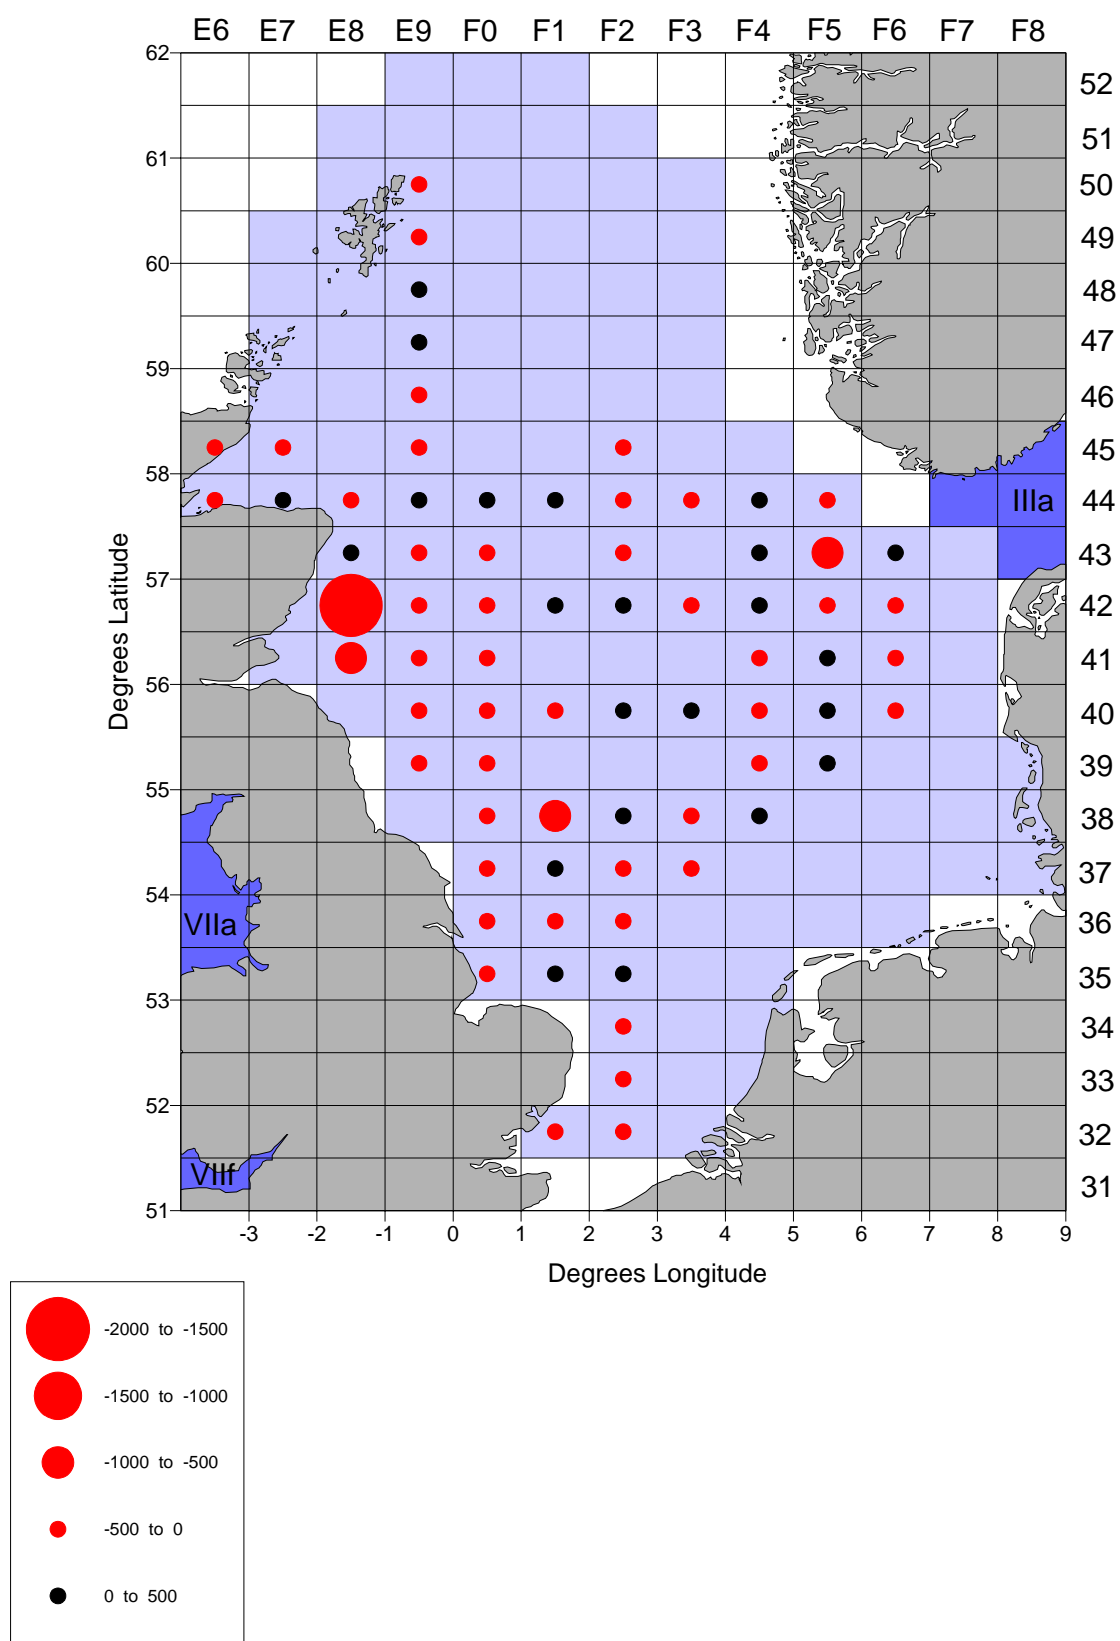 E6 E7 E8 E9 F0 F1 F2 F3 F4 F5 F6 F7 F8
62
52
51
61
50
49
60
48
47
59
46
45
58
44
IIIa
43
57
42
41
56
40
39
55
38
37
54
36
VIIa
35
53
34
33
52
32
VIIf
31
51
Degrees Latitude
-3 -2 -1 0 1 2 3 4 5 6 7 8 9
Degrees Longitude
-2000 to -1500
-1500 to -1000
-1000 to -500
-500 to 0
0 to 500